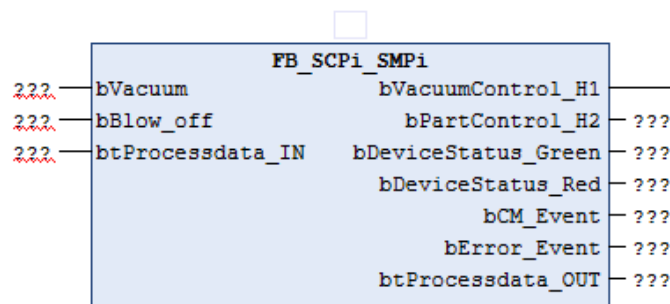 FB_SCPi_SMPi
??? bVacuum bVacuumControl_H1
??? bBlow_off bPartControl_H2 ???
??? btProcessdata_IN bDeviceStatus_Green ???
bDeviceStatus_Red ???
bCM_Event ???
bError_Event ???
btProcessdata_OUT ???